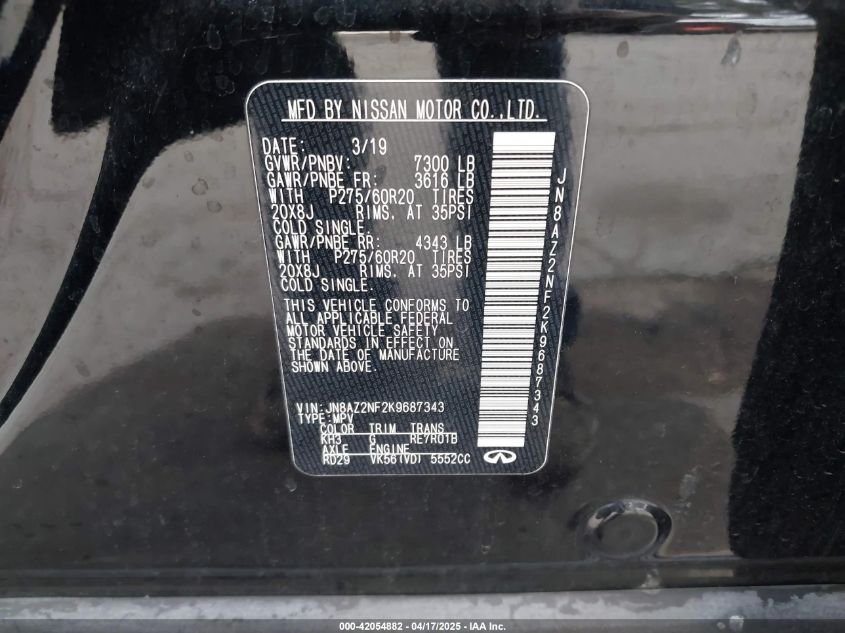 MFD BY NISSAN MOTOR CO.,LTD.
DATE: 3/19
GVWR/PNBV: 7300 LB
GAWR/PNBE FR: 3616 LB
WITH P275/60R20 TIRES
20X8J RIMS, AT 35PSI
COLD SINGLE.
GAWR/PNBE RR: 4343 LB
WITH P275/60R20 TIRES
20X8J RIMS, AT 35PSI
COLD SINGLE.
THIS VEHICLE CONFORMS TO
ALL APPLICABLE FEDERAL
MOTOR VEHICLE SAFETY
STANDARDS IN EFFECT ON
THE DATE OF MANUFACTURE
SHOWN ABOVE.
VIN:JN8AZ2NF2K9687343
TYPE:MPV
COLOR TRIM TRANS
KH3 G RE7R01B
AXLE ENGINE
RD29 VK56(VD) 5552CC
JN8AZ2NF2K9687343
000-42054882 - 04/17/2025 - IAA Inc.